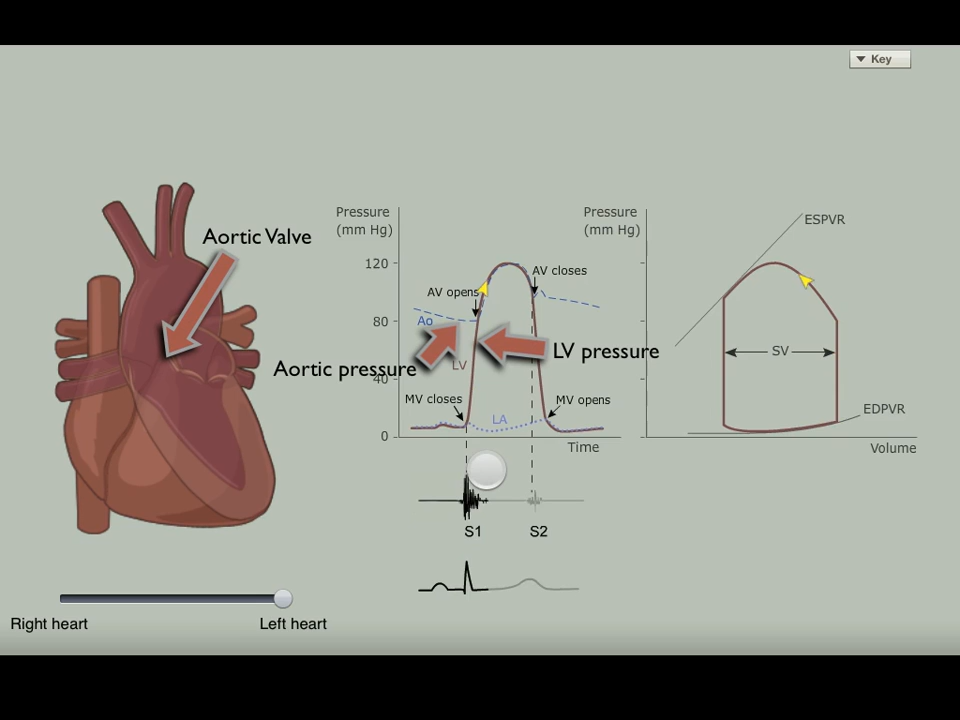 Key
Aortic Valve
Aortic pressure
LV pressure
Pressure
(mm Hg)
120
80
40
0
AV opens
AV closes
Ao
LV
MV closes
LA
MV opens
Time
S1
S2
Pressure
(mm Hg)
ESPVR
SV
EDPVR
Volume
Right heart
Left heart